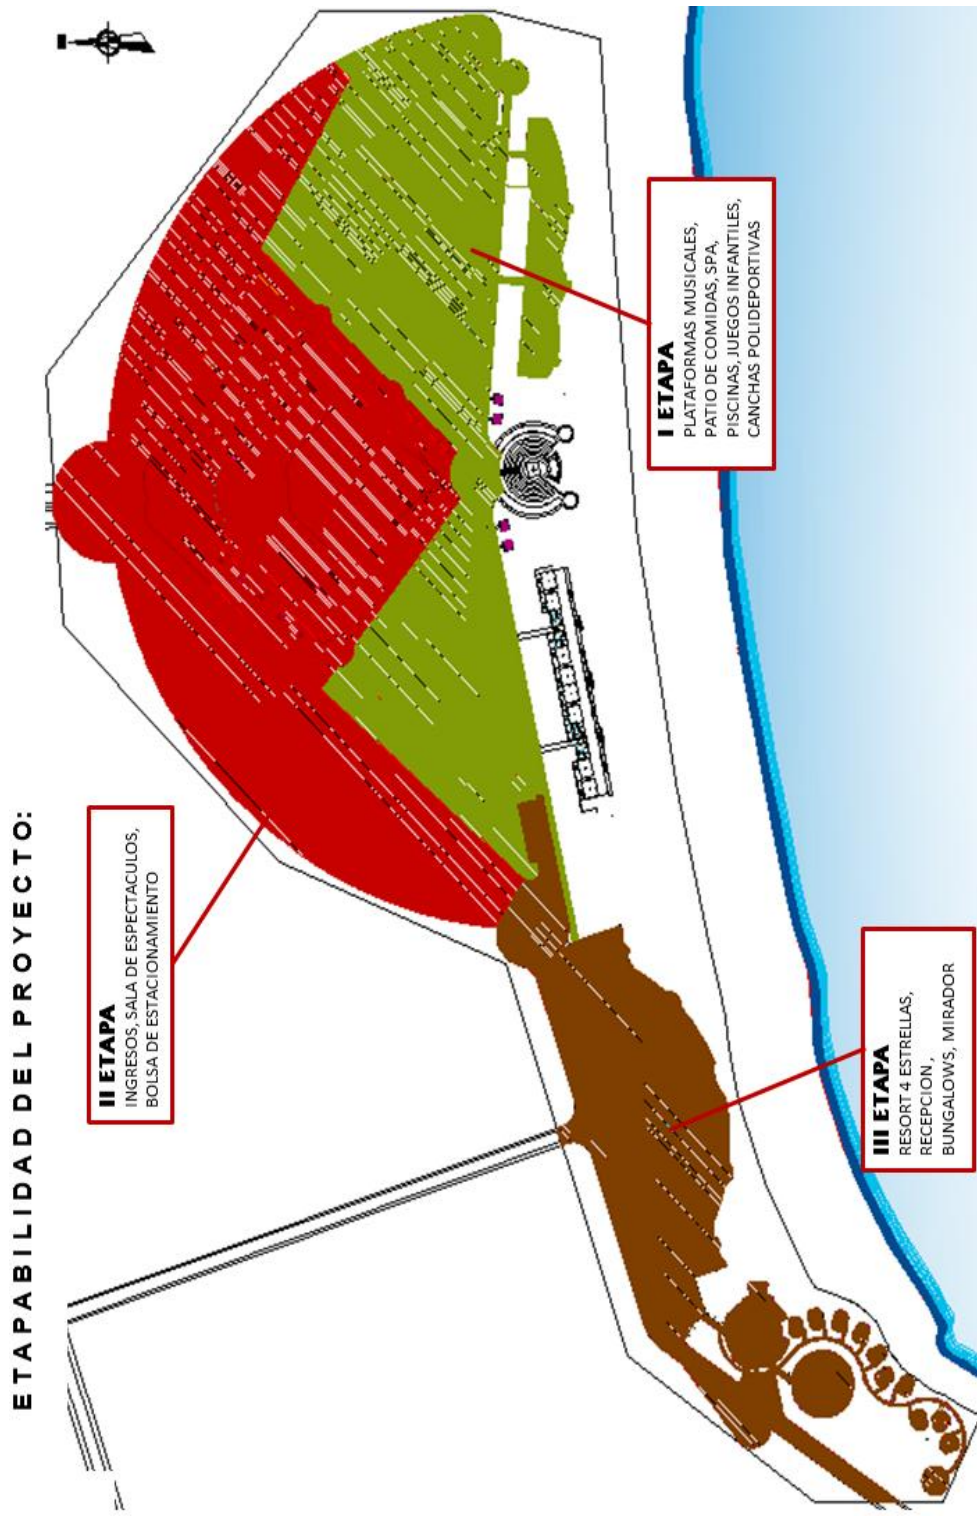 ETAPABILIDAD DEL PROYECTO:
II ETAPA
INGRESOS, SALA DE ESPECTACULOS,
BOLSA DE ESTACIONAMIENTO
I ETAPA
PLATAFORMAS MUSICALES,
PATIO DE COMIDAS, SPA,
PISCINAS, JUEGOS INFANTILES,
CANCHAS POLIDEPORTIVAS
III ETAPA
RESORT 4 ESTRELLAS,
RECEPCION ,
BUNGALOWS, MIRADOR